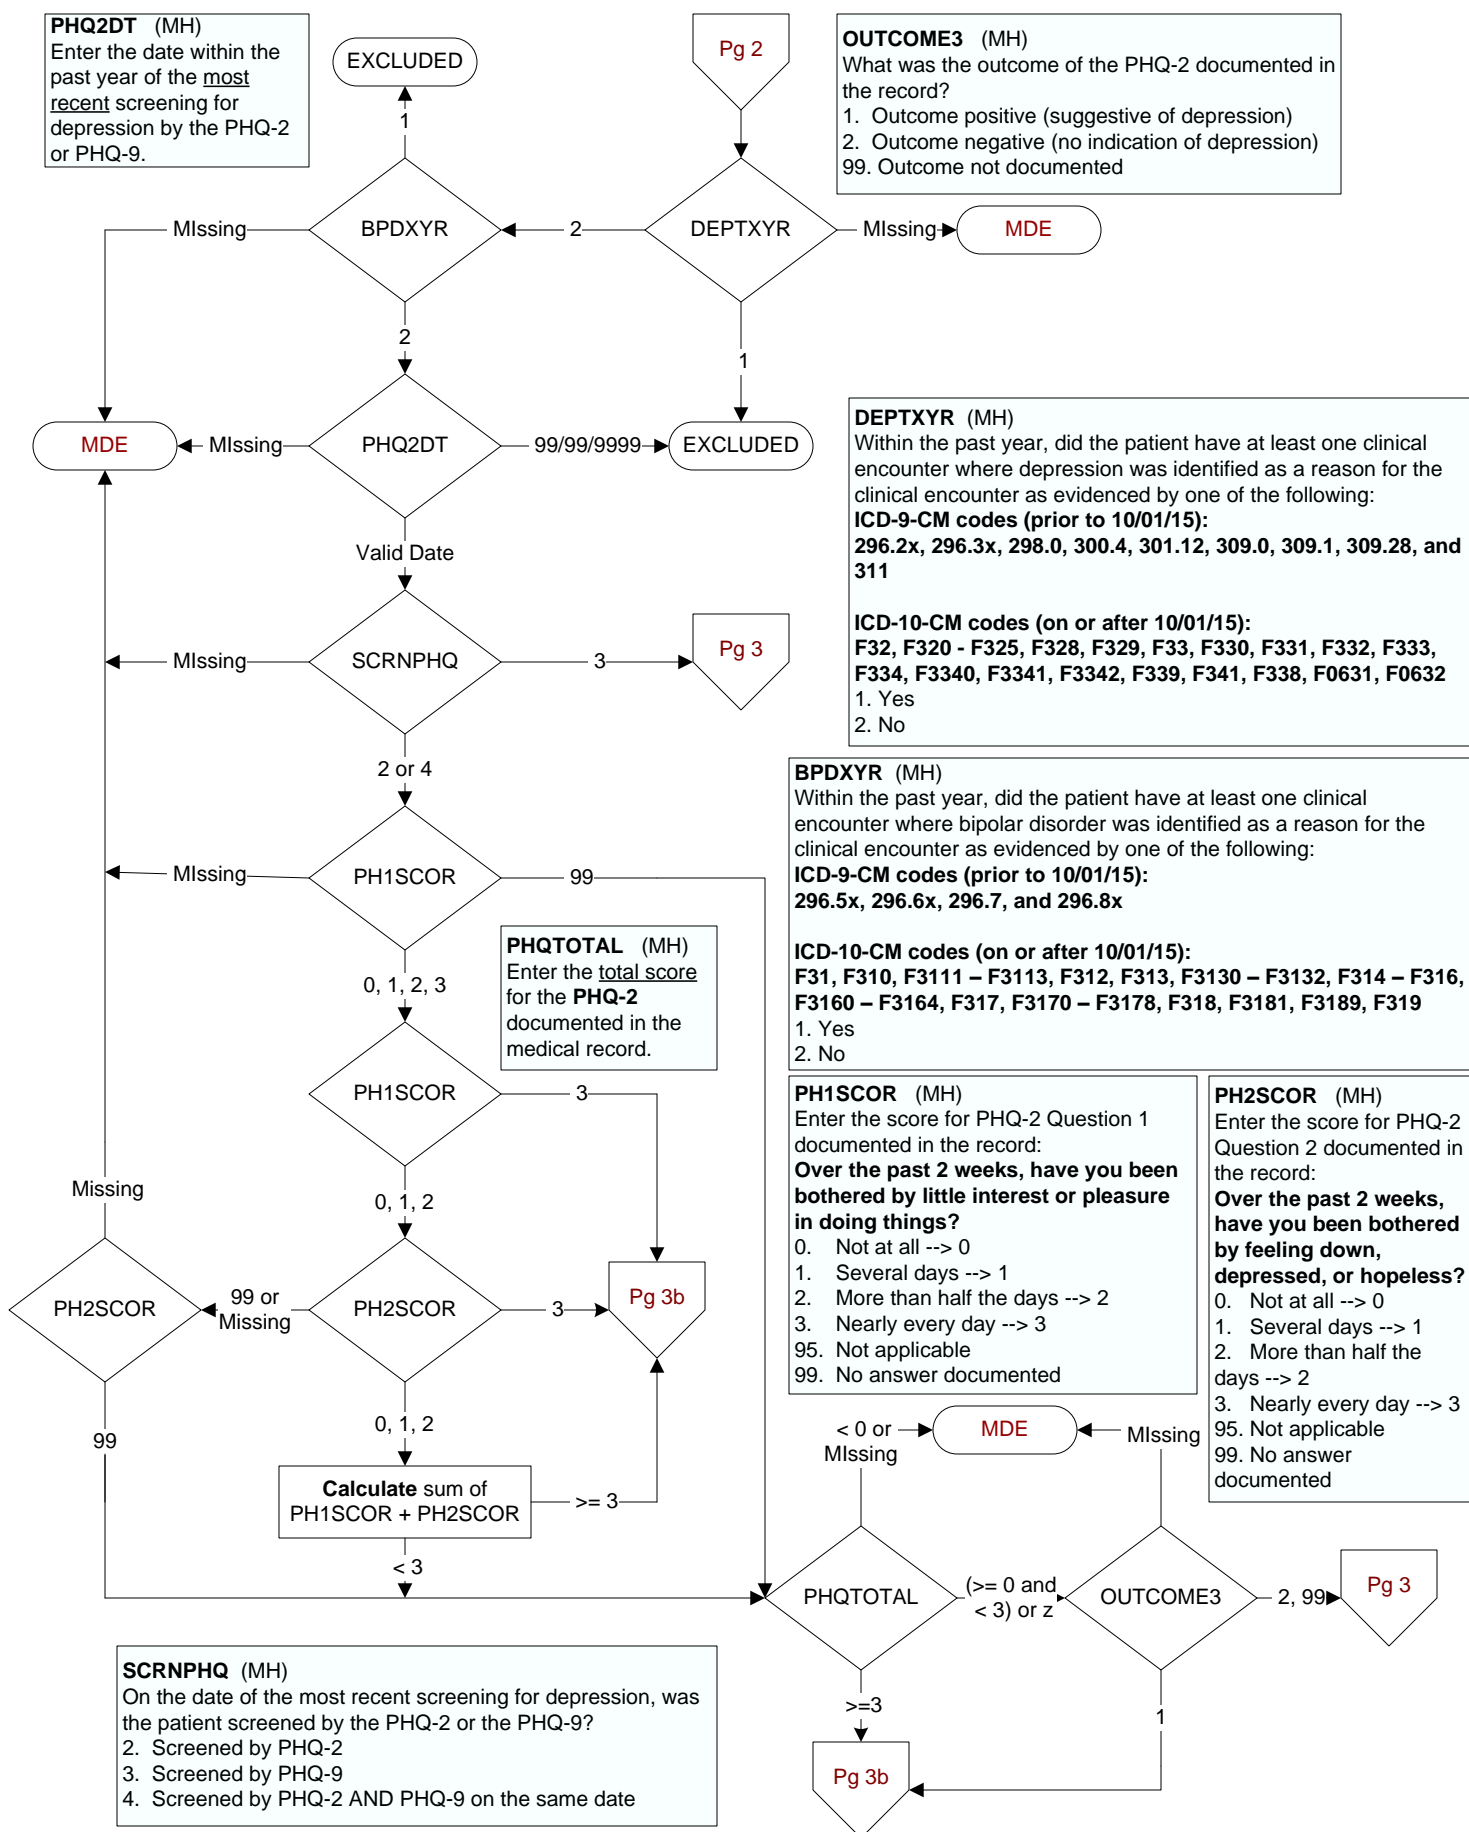 PHQ2DT (MH)
Enter the date within the
past year of the most
recent screening for
depression by the PHQ-2
or PHQ-9.
EXCLUDED
Pg 2
OUTCOME3 (MH)
What was the outcome of the PHQ-2 documented in
the record?
1. Outcome positive (suggestive of depression)
2. Outcome negative (no indication of depression)
99. Outcome not documented
1
MIssing
BPDXYR
2
DEPTXYR
MIssing
MDE
2
1
MDE
MIssing
PHQ2DT
99/99/9999
EXCLUDED
DEPTXYR (MH)
Within the past year, did the patient have at least one clinical
encounter where depression was identified as a reason for the
clinical encounter as evidenced by one of the following:
ICD-9-CM codes (prior to 10/01/15):
296.2x, 296.3x, 298.0, 300.4, 301.12, 309.0, 309.1, 309.28, and
311
ICD-10-CM codes (on or after 10/01/15):
F32, F320 - F325, F328, F329, F33, F330, F331, F332, F333,
F334, F3340, F3341, F3342, F339, F341, F338, F0631, F0632
1. Yes
2. No
Valid Date
MIssing
SCRNPHQ
3
Pg 3
2 or 4
BPDXYR (MH)
Within the past year, did the patient have at least one clinical
encounter where bipolar disorder was identified as a reason for the
clinical encounter as evidenced by one of the following:
ICD-9-CM codes (prior to 10/01/15):
296.5x, 296.6x, 296.7, and 296.8x
ICD-10-CM codes (on or after 10/01/15):
F31, F310, F3111 – F3113, F312, F313, F3130 – F3132, F314 – F316,
F3160 – F3164, F317, F3170 – F3178, F318, F3181, F3189, F319
1. Yes
2. No
MIssing
PH1SCOR
99
PHQTOTAL (MH)
Enter the total score
for the PHQ-2
documented in the
medical record.
0, 1, 2, 3
PH1SCOR
3
PH1SCOR (MH)
Enter the score for PHQ-2 Question 1
documented in the record:
Over the past 2 weeks, have you been
bothered by little interest or pleasure
in doing things?
0. Not at all --> 0
1. Several days --> 1
2. More than half the days --> 2
3. Nearly every day --> 3
95. Not applicable
99. No answer documented
PH2SCOR (MH)
Enter the score for PHQ-2
Question 2 documented in
the record:
Over the past 2 weeks,
have you been bothered
by feeling down,
depressed, or hopeless?
0. Not at all --> 0
1. Several days --> 1
2. More than half the
days --> 2
3. Nearly every day --> 3
95. Not applicable
99. No answer
documented
Missing
0, 1, 2
PH2SCOR
99 or
Missing
PH2SCOR
3
Pg 3b
0, 1, 2
99
Calculate sum of
PH1SCOR + PH2SCOR
>= 3
< 3
< 0 or
MIssing
MDE
MIssing
PHQTOTAL
(>= 0 and
< 3) or z
OUTCOME3
2, 99
Pg 3
>=3
1
Pg 3b
SCRNPHQ (MH)
On the date of the most recent screening for depression, was
the patient screened by the PHQ-2 or the PHQ-9?
2. Screened by PHQ-2
3. Screened by PHQ-9
4. Screened by PHQ-2 AND PHQ-9 on the same date